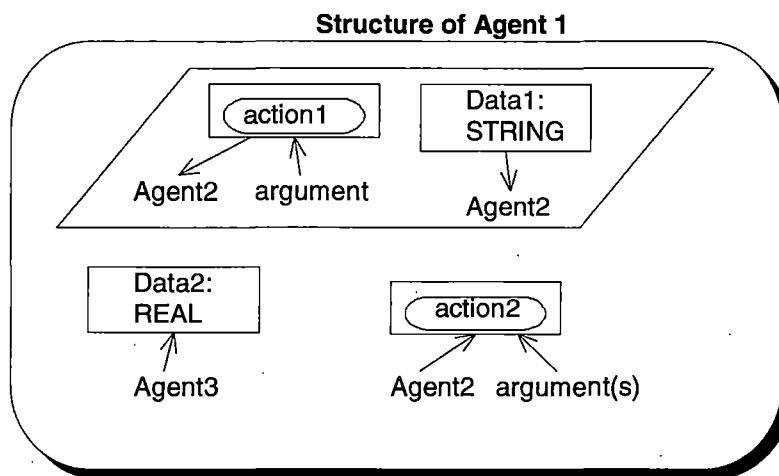 Structure of Agent 1
action1
Data1:
STRING
Agent2
argument
Agent2
Data2:
REAL
action2
Agent3
Agent2
argument(s)